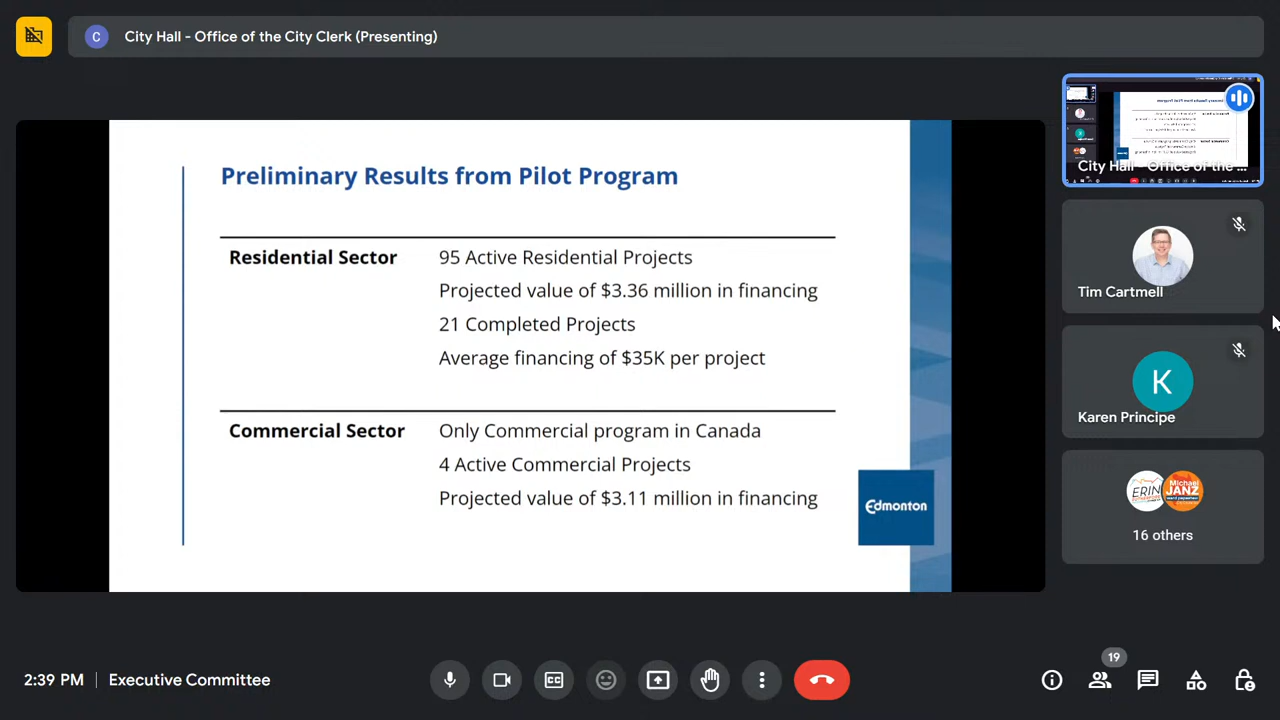 City Hall - Office of the City Clerk (Presenting)
C
Preliminary Results from Pilot Program
Residential Sector
95 Active Residential Projects
Projected value of $3.36 million in financing
21 Completed Projects
Average financing of $35K per project
Commercial Sector
Only Commercial program in Canada
4 Active Commercial Projects
Projected value of $3.11 million in financing
Edmonton
City Hall - Office of the ...
Tim Cartmell
K
Karen Principe
ERIN
Michael
JANZ
16 others
2:39 PM
Executive Committee
CC
19